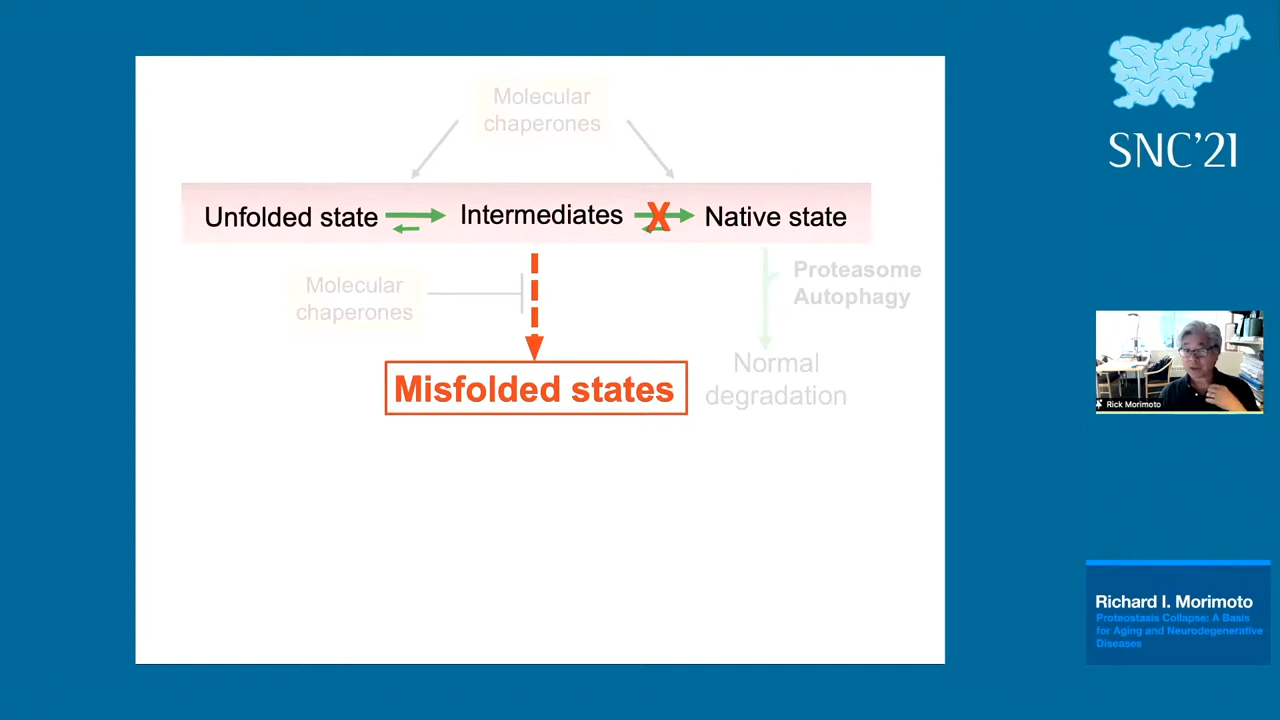 Molecular
chaperones
Unfolded state
Intermediates
X
Native state
Molecular
chaperones
Proteasome
Autophagy
Misfolded states
Normal
degradation
SNC'21
Rick Morimoto
Richard I. Morimoto
Proteostasis Collapse: A Basis
for Aging and Neurodegenerative
Diseases